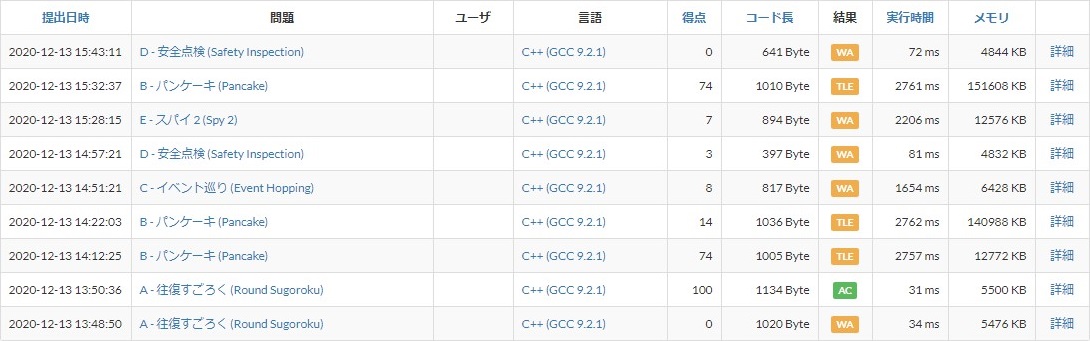 提出日時 問題 ユーザ 言語 得点 コード長 結果 実行時間 メモリ
2020-12-13 15:43:11 D - 安全点検 (Safety Inspection) C++ (GCC 9.2.1) 0 641 Byte WA 72 ms 4844 KB 詳細
2020-12-13 15:32:37 B - パンケーキ (Pancake) C++ (GCC 9.2.1) 74 1010 Byte TLE 2761 ms 151608 KB 詳細
2020-12-13 15:28:15 E - スパイ 2 (Spy 2) C++ (GCC 9.2.1) 7 894 Byte WA 2206 ms 12576 KB 詳細
2020-12-13 14:57:21 D - 安全点検 (Safety Inspection) C++ (GCC 9.2.1) 3 397 Byte WA 81 ms 4832 KB 詳細
2020-12-13 14:51:21 C - イベント巡り (Event Hopping) C++ (GCC 9.2.1) 8 817 Byte WA 1654 ms 6428 KB 詳細
2020-12-13 14:22:03 B - パンケーキ (Pancake) C++ (GCC 9.2.1) 14 1036 Byte TLE 2762 ms 140988 KB 詳細
2020-12-13 14:12:25 B - パンケーキ (Pancake) C++ (GCC 9.2.1) 74 1005 Byte TLE 2757 ms 12772 KB 詳細
2020-12-13 13:50:36 A - 往復すごろく (Round Sugoroku) C++ (GCC 9.2.1) 100 1134 Byte AC 31 ms 5500 KB 詳細
2020-12-13 13:48:50 A - 往復すごろく (Round Sugoroku) C++ (GCC 9.2.1) 0 1020 Byte WA 34 ms 5476 KB 詳細